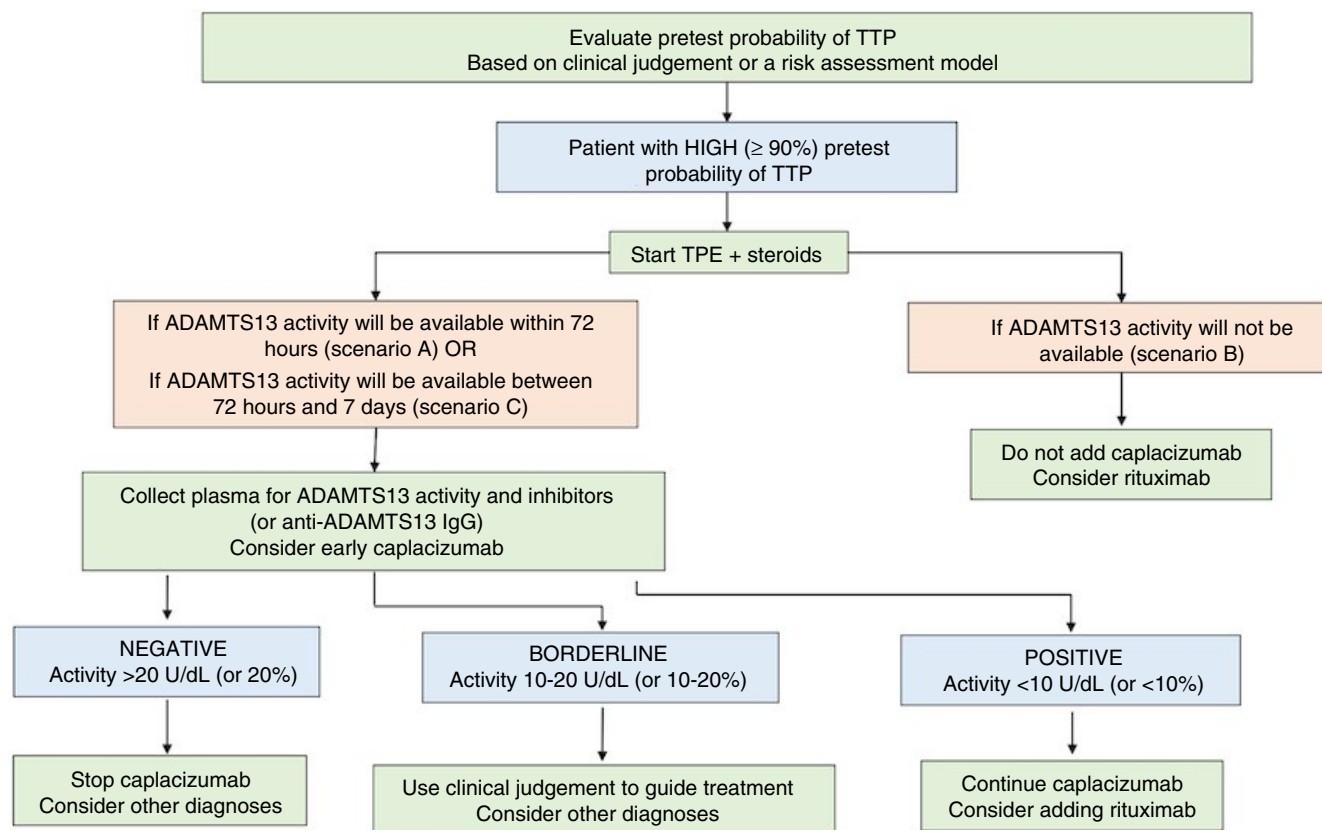 Evaluate pretest probability of TTP
Based on clinical judgement or a risk assessment model
Patient with HIGH (≥ 90%) pretest
probability of TTP
Start TPE + steroids
If ADAMTS13 activity will be available within 72
hours (scenario A) OR
If ADAMTS13 activity will be available between
72 hours and 7 days (scenario C)
If ADAMTS13 activity will not be
available (scenario B)
Do not add caplacizumab
Consider rituximab
Collect plasma for ADAMTS13 activity and inhibitors
(or anti-ADAMTS13 IgG)
Consider early caplacizumab
NEGATIVE
Activity >20 U/dL (or 20%)
BORDERLINE
Activity 10-20 U/dL (or 10-20%)
POSITIVE
Activity <10 U/dL (or <10%)
Stop caplacizumab
Consider other diagnoses
Use clinical judgement to guide treatment
Consider other diagnoses
Continue caplacizumab
Consider adding rituximab